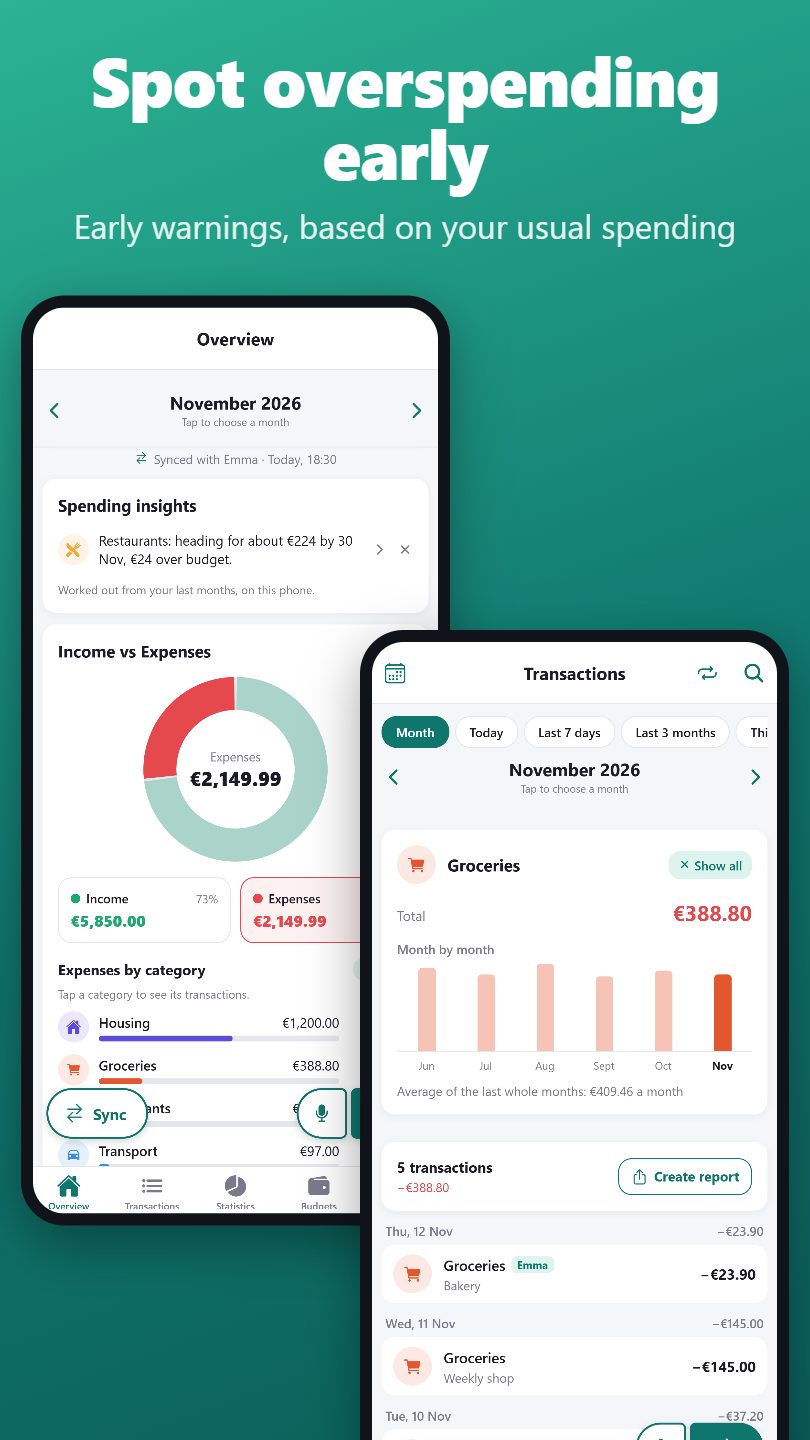 Spot overspending
early
Early warnings, based on your usual spending
Overview
November 2026
Tap to choose a month
Synced with Emma · Today, 18:30
Spending insights
Restaurants: heading for about €224 by 30
Nov, €24 over budget.
Worked out from your last months, on this phone.
Income vs Expenses
Expenses
€2,149.99
Income 73%
€5,850.00
Expenses
€2,149.99
Expenses by category
Tap a category to see its transactions.
Housing €1,200.00
Groceries €388.80
Sync
Transport €97.00
Overview Transactions Statistics Budgets
Transactions
Month Today Last 7 days Last 3 months
November 2026
Tap to choose a month
Groceries × Show all
Total €388.80
Month by month
Jun Jul Aug Sept Oct Nov
Average of the last whole months: €409.46 a month
5 transactions
−€388.80
Create report
Thu, 12 Nov −€23.90
Groceries Emma −€23.90
Bakery
Wed, 11 Nov −€145.00
Groceries −€145.00
Weekly shop
Tue, 10 Nov −€37.20